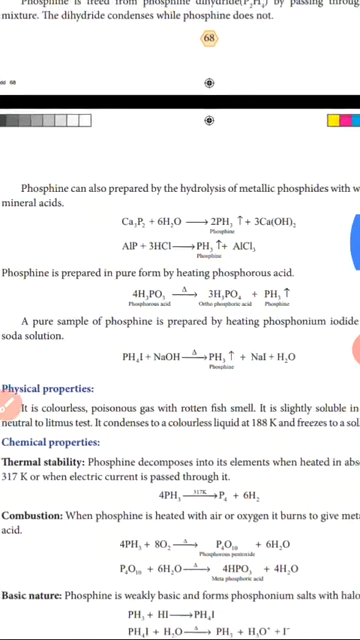 Phosphine is freed from phosphine dihydride(P₂H₄) by passing throug
mixture. The dihydride condenses while phosphine does not.
68
dd 68
Phosphine can also prepared by the hydrolysis of metallic phosphides with w
mineral acids.
Ca₃P₂ + 6H₂O ⟶ 2PH₃ ↑ + 3Ca(OH)₂
Phosphine
AlP + 3HCl ⟶ PH₃ ↑ + AlCl₃
Phosphine
Phosphine is prepared in pure form by heating phosphorous acid.
4H₃PO₃ —Δ→ 3H₃PO₄ + PH₃ ↑
Phosphorous acid Ortho phosphoric acid Phosphine
A pure sample of phosphine is prepared by heating phosphonium iodide
soda solution.
PH₄I + NaOH —Δ→ PH₃ ↑ + NaI + H₂O
Phosphine
Physical properties:
It is colourless, poisonous gas with rotten fish smell. It is slightly soluble in
neutral to litmus test. It condenses to a colourless liquid at 188 K and freezes to a sol
Chemical properties:
Thermal stability: Phosphine decomposes into its elements when heated in abs
317 K or when electric current is passed through it.
4PH₃ —317K→ P₄ + 6H₂
Combustion: When phosphine is heated with air or oxygen it burns to give meta
acid.
4PH₃ + 8O₂ —Δ→ P₄O₁₀ + 6H₂O
Phosphorous pentoxide
P₄O₁₀ + 6H₂O —Δ→ 4HPO₃ + 4H₂O
Meta phosphoric acid
Basic nature: Phosphine is weakly basic and forms phosphonium salts with halo
PH₃ + HI ⟶ PH₄I
PH₄I + H₂O —Δ→ PH₃ + H₃O⁺ + I⁻